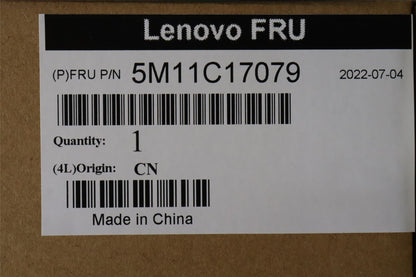 Lenovo FRU
(P)FRU P/N 5M11C17079 2022-07-04
Quantity: 1
(4L)Origin: CN
Made in China